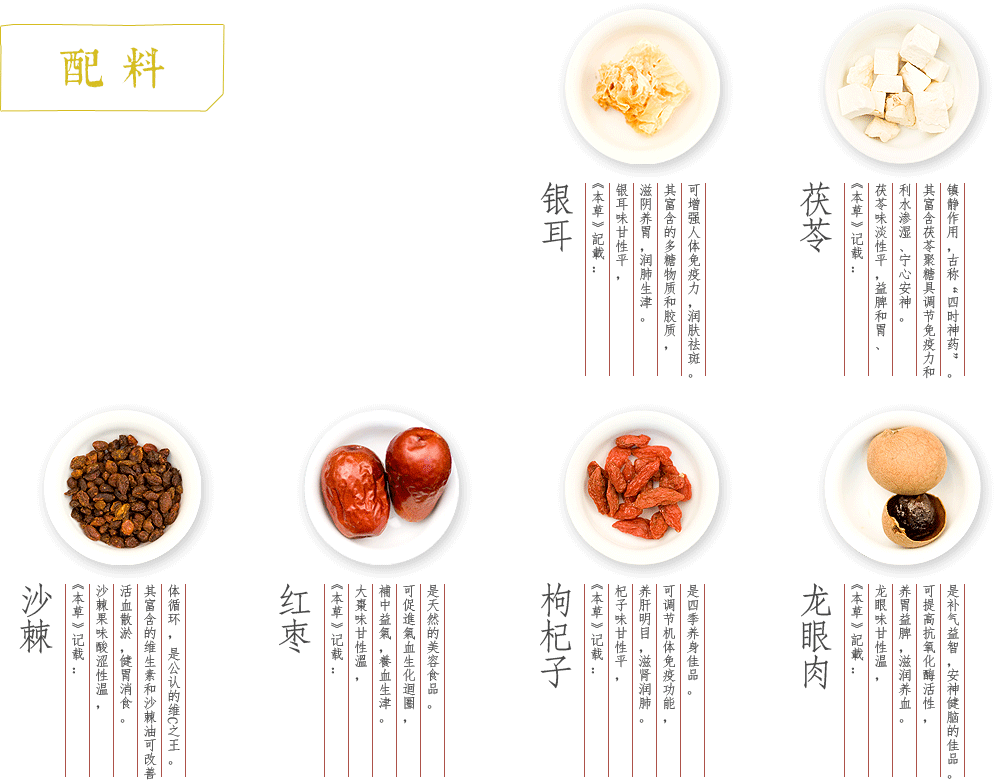 配料
银耳
《本草》記載：
银耳味甘性平，
滋阴养胃，润肺生津。
其富含的多糖物质和胶质，
可增强人体免疫力，润肤祛斑。
茯苓
《本草》记载：
茯苓味淡性平，益脾和胃、
利水渗湿、宁心安神。
其富含茯苓聚糖具调节免疫力和
镇静作用，古称“四时神药”。
沙棘
《本草》记载：
沙棘果味酸涩性温，
活血散淤，健胃消食。
其富含的维生素和沙棘油可改善
体循环，是公认的维C之王。
红枣
《本草》记载：
大棗味甘性溫，
補中益氣，養血生津。
可促進氣血生化迴圈，
是天然的美容食品。
枸杞子
《本草》记载：
杞子味甘性平，
养肝明目，滋肾润肺。
可调节机体免疫功能，
是四季养身佳品。
龙眼肉
《本草》記載：
龙眼味甘性温，
养胃益脾，滋润养血。
可提高抗氧化酶活性，
是补气益智，安神健脑的佳品。